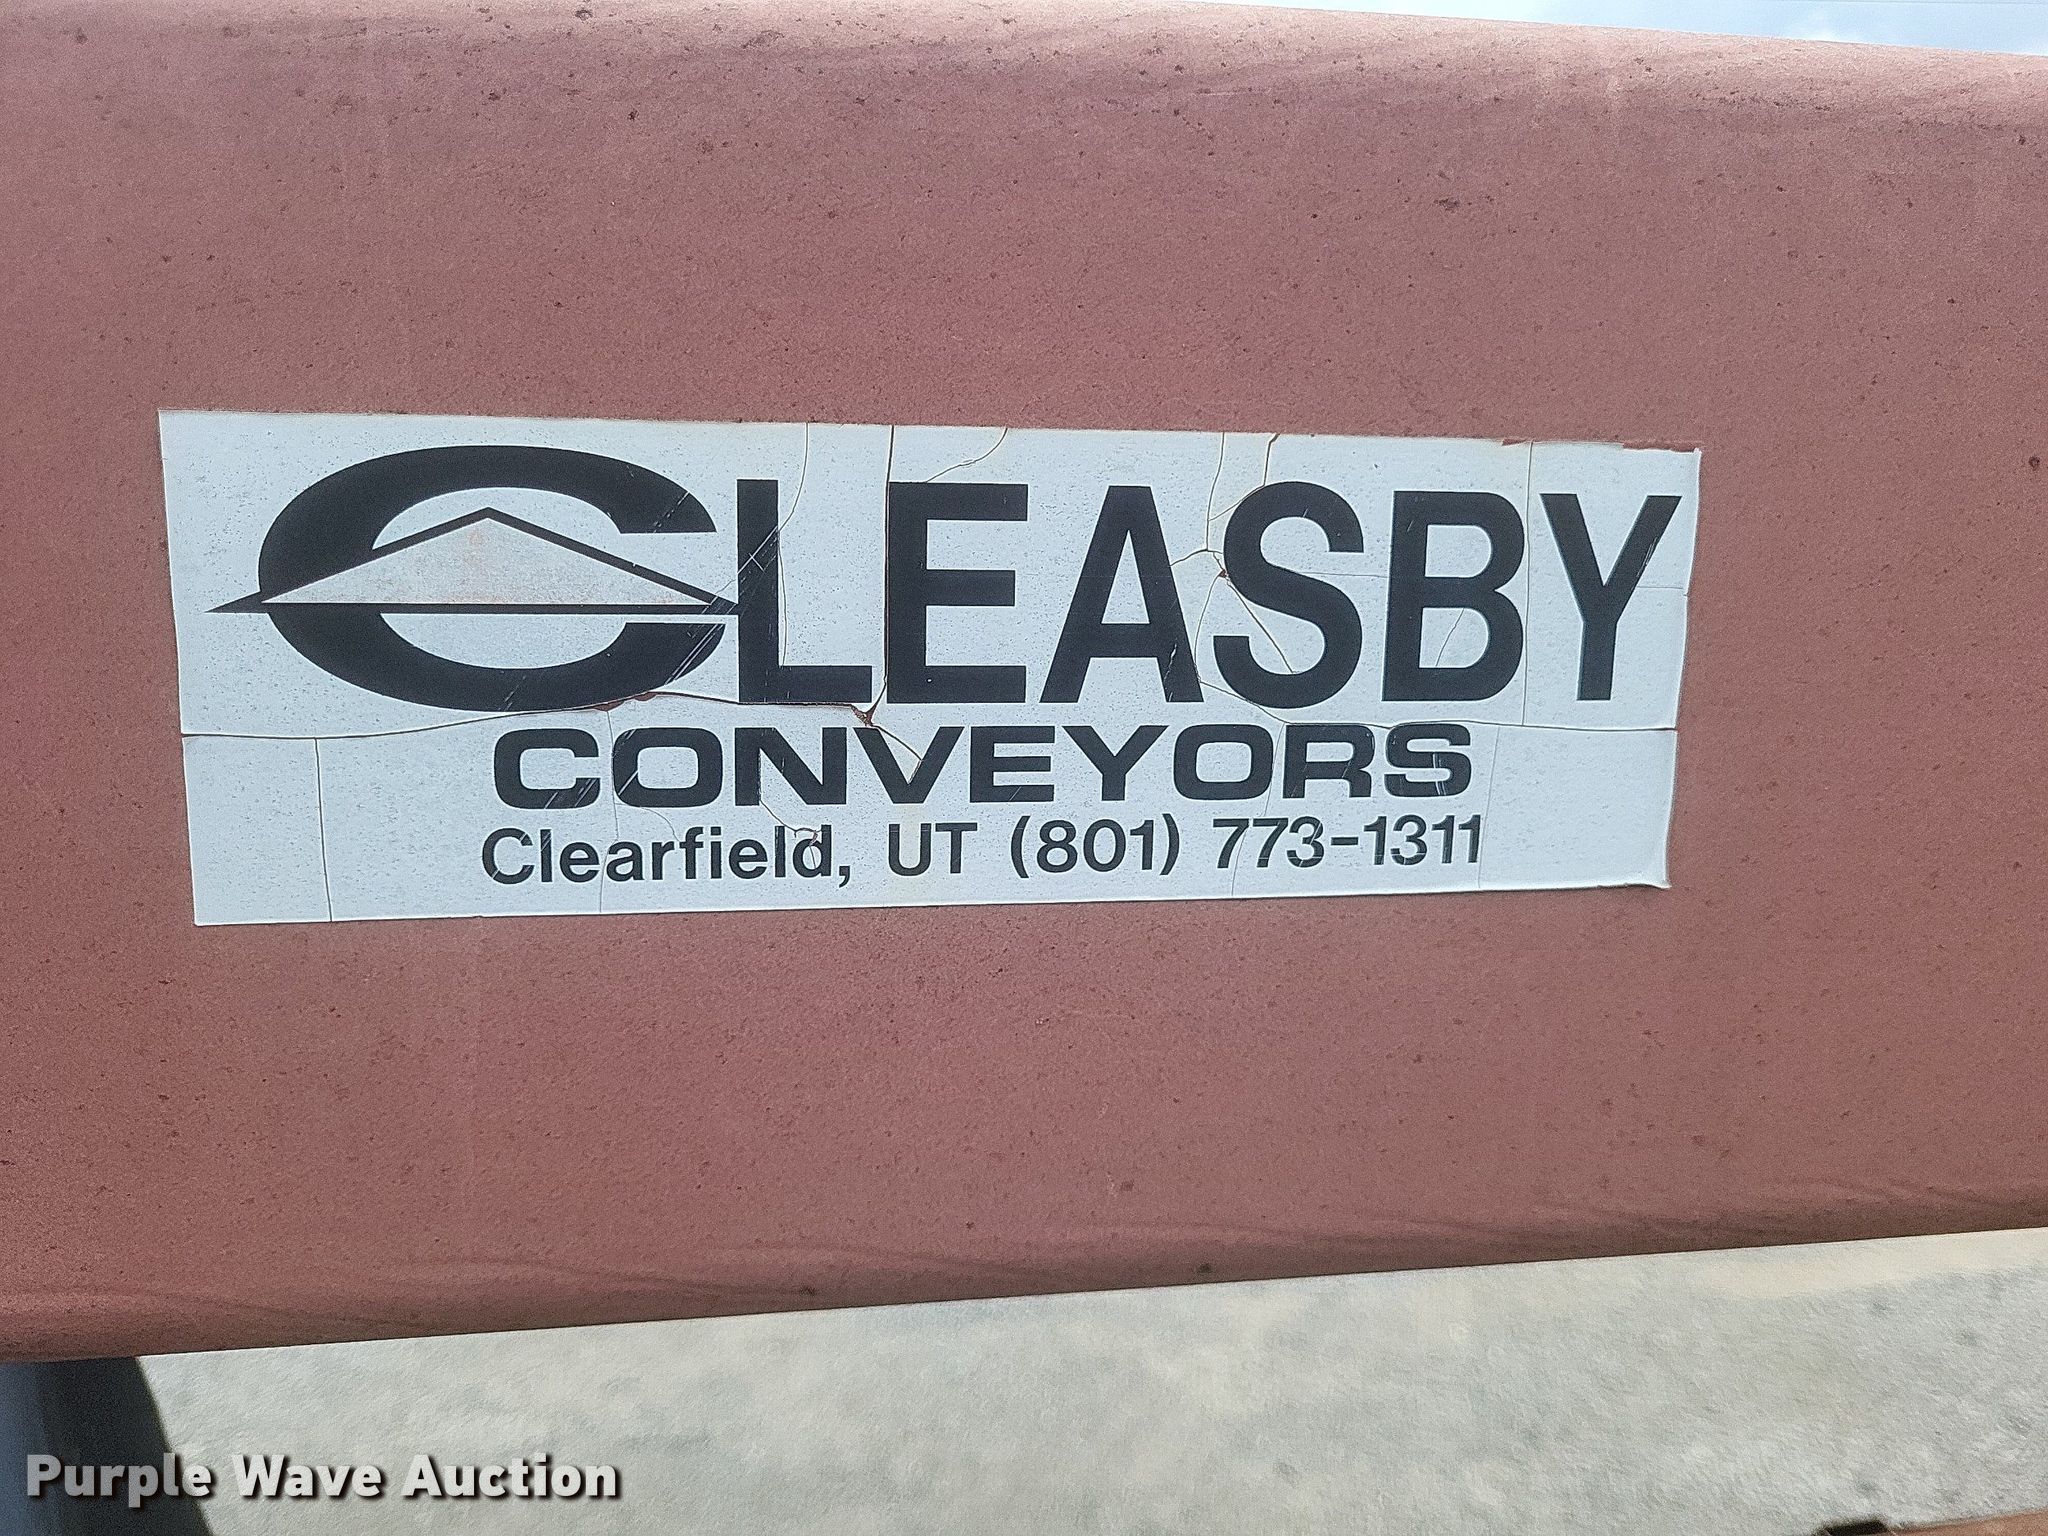 CLEASBY
CONVEYORS
Clearfield, UT (801) 773-1311
Purple Wave Auction